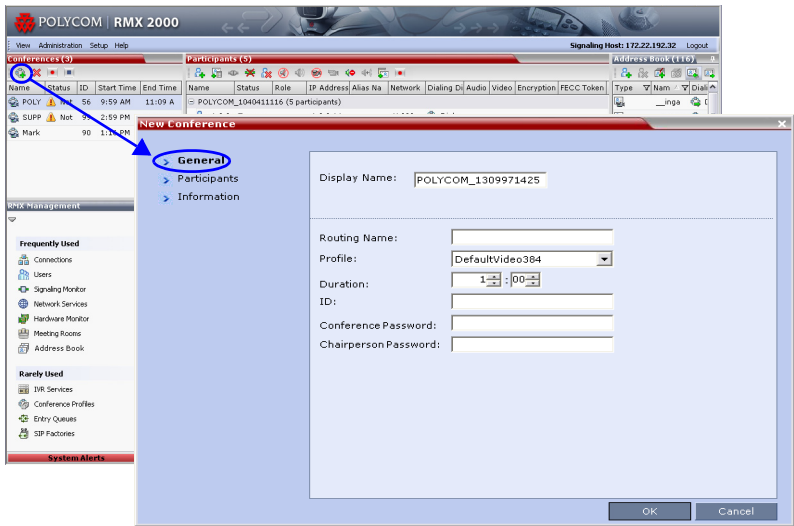 POLYCOM | RMX 2000
View Administration Setup Help
Signaling Host: 172.22.192.32 Logout
Conferences (3)
Participants (5)
Address Book (116)
Name Status ID Start Time End Time
Name Status Role IP Address Alias Na Network Dialing Di Audio Video Encryption FECC Token
Type Nam Diali
POLY Not 56 9:59 AM 11:09 A
POLYCOM_1040411116 (5 participants)
__inga
SUPP Not 2:59 PM
Mark 90
New Conference
General
Participants
Information
Display Name: POLYCOM_1309971425
Routing Name:
Profile: DefaultVideo384
Duration: 1 : 00
ID:
Conference Password:
Chairperson Password:
OK Cancel
RMX Management
Frequently Used
Connections
Users
Signaling Monitor
Network Services
Hardware Monitor
Meeting Rooms
Address Book
Rarely Used
IVR Services
Conference Profiles
Entry Queues
SIP Factories
System Alerts